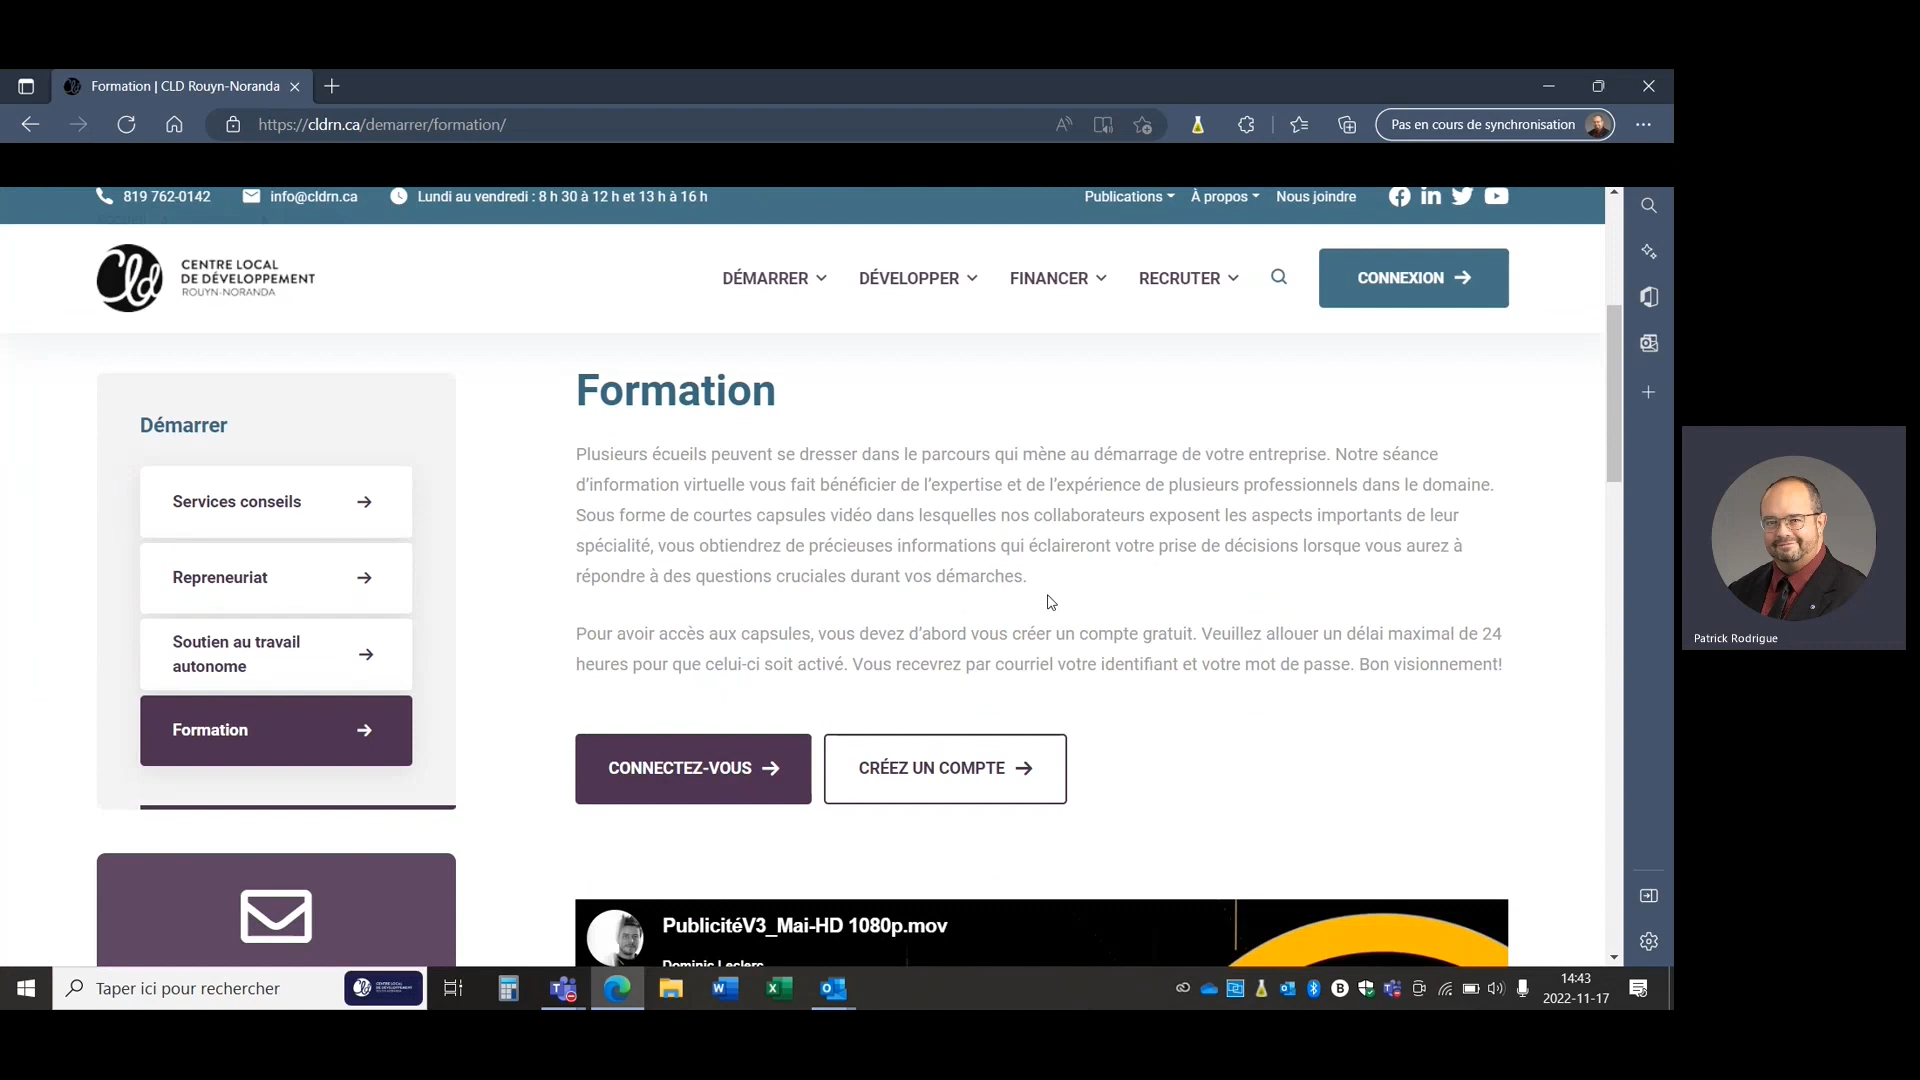 Formation | CLD Rouyn-Noranda
https://cldrn.ca/demarrer/formation/
Pas en cours de synchronisation
819 762-0142
info@cldrn.ca
Lundi au vendredi : 8 h 30 à 12 h et 13 h à 16 h
Publications
À propos
Nous joindre
Cld
CENTRE LOCAL
DE DÉVELOPPEMENT
ROUYN-NORANDA
DÉMARRER
DÉVELOPPER
FINANCER
RECRUTER
CONNEXION
Démarrer
Services conseils
Repreneuriat
Soutien au travail
autonome
Formation
Formation
Plusieurs écueils peuvent se dresser dans le parcours qui mène au démarrage de votre entreprise. Notre séance
d'information virtuelle vous fait bénéficier de l'expertise et de l'expérience de plusieurs professionnels dans le domaine.
Sous forme de courtes capsules vidéo dans lesquelles nos collaborateurs exposent les aspects importants de leur
spécialité, vous obtiendrez de précieuses informations qui éclaireront votre prise de décisions lorsque vous aurez à
répondre à des questions cruciales durant vos démarches.
Pour avoir accès aux capsules, vous devez d'abord vous créer un compte gratuit. Veuillez allouer un délai maximal de 24
heures pour que celui-ci soit activé. Vous recevrez par courriel votre identifiant et votre mot de passe. Bon visionnement!
CONNECTEZ-VOUS
CRÉEZ UN COMPTE
PublicitéV3_Mai-HD 1080p.mov
Dominic Leclerc
Patrick Rodrigue
Taper ici pour rechercher
14:43
2022-11-17